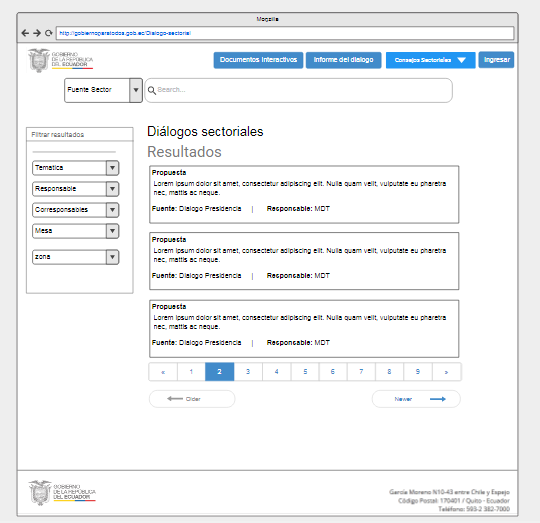 Mozilla
http://gobiernoparatodos.gob.ec/Dialogo-sectorial
GOBIERNO
DE LA REPÚBLICA
DEL ECUADOR
Documentos interactivos
Informe del dialogo
Consejos Sectoriales
Ingresar
Fuente Sector
Search...
Filtrar resultados
Tematica
Responsable
Corresponsables
Mesa
zona
Diálogos sectoriales
Resultados
Propuesta
Lorem ipsum dolor sit amet, consectetur adipiscing elit. Nulla quam velit, vulputate eu pharetra
nec, mattis ac neque.
Fuente: Dialogo Presidencia | Responsable: MDT
Propuesta
Lorem ipsum dolor sit amet, consectetur adipiscing elit. Nulla quam velit, vulputate eu pharetra
nec, mattis ac neque.
Fuente: Dialogo Presidencia | Responsable: MDT
Propuesta
Lorem ipsum dolor sit amet, consectetur adipiscing elit. Nulla quam velit, vulputate eu pharetra
nec, mattis ac neque.
Fuente: Dialogo Presidencia | Responsable: MDT
« 1 2 3 4 5 6 7 8 9 »
Older
Newer
GOBIERNO
DE LA REPÚBLICA
DEL ECUADOR
García Moreno N10-43 entre Chile y Espejo
Código Postal: 170401 / Quito - Ecuador
Teléfono: 593-2 382-7000